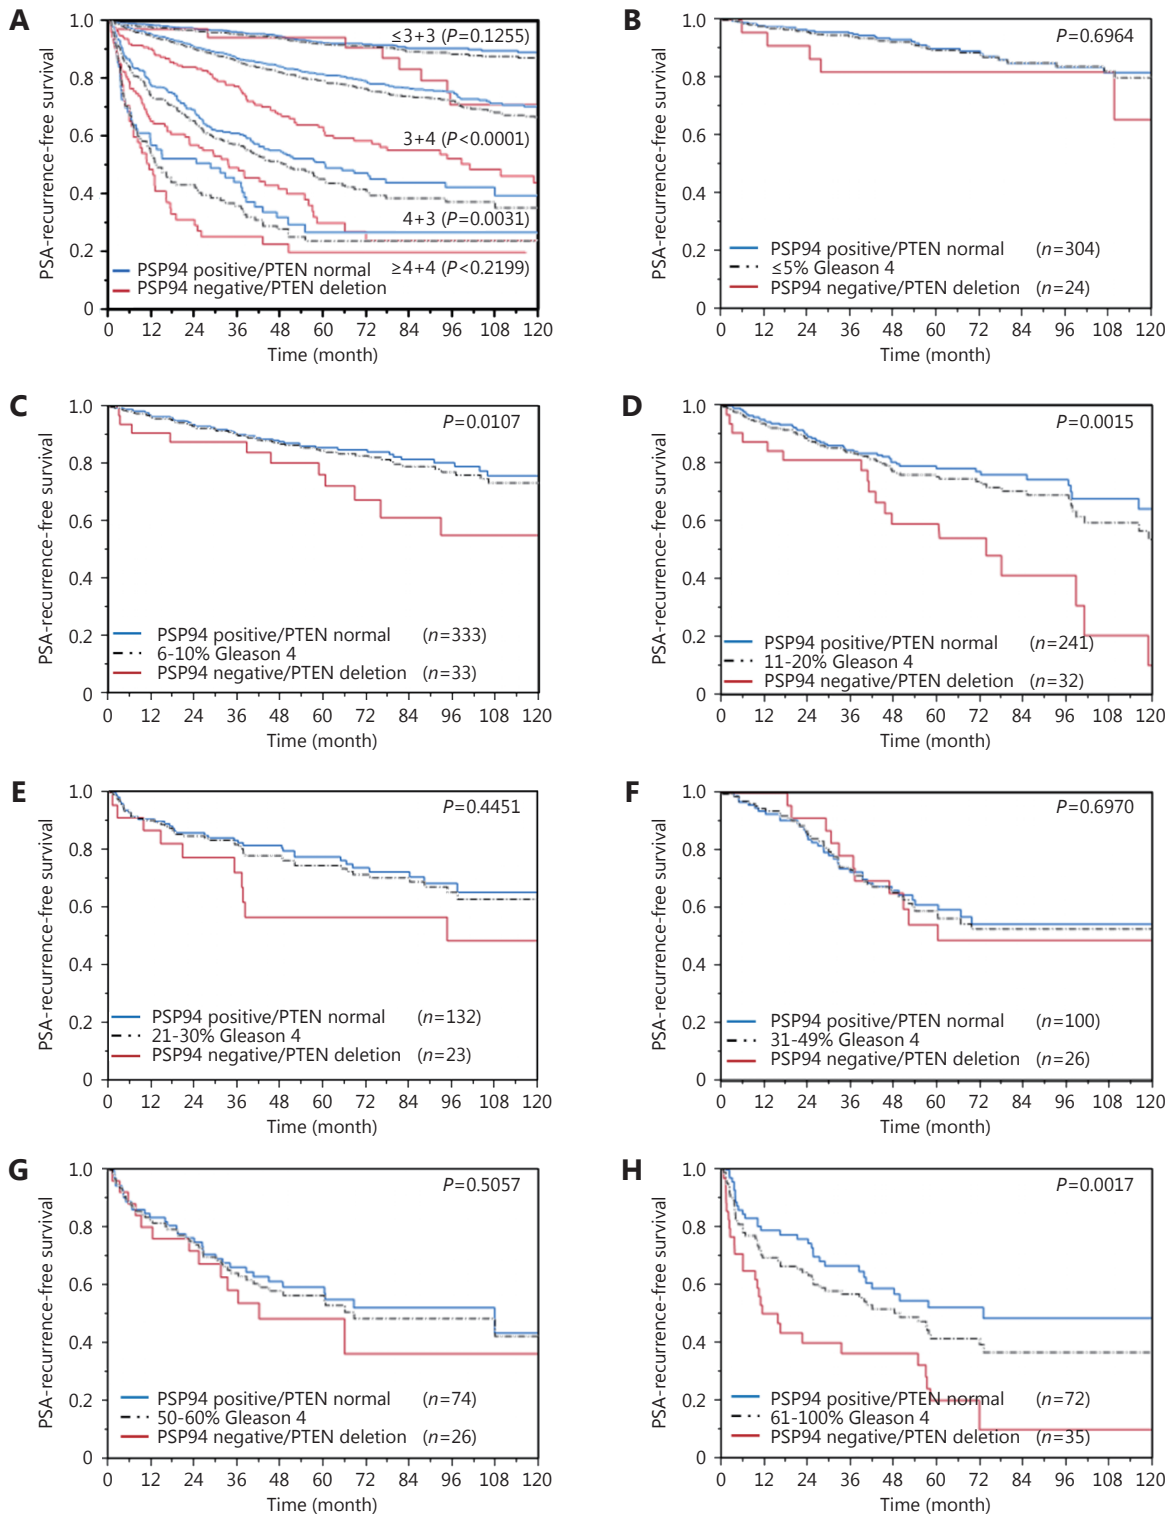 A
PSA-recurrence-free survival
1.0
0.8
0.6
0.4
0.2
0
≤3+3 (P=0.1255)
3+4 (P<0.0001)
4+3 (P=0.0031)
≥4+4 (P<0.2199)
PSP94 positive/PTEN normal
PSP94 negative/PTEN deletion
0 12 24 36 48 60 72 84 96 108 120
Time (month)
B
PSA-recurrence-free survival
1.0
0.8
0.6
0.4
0.2
0
P=0.6964
PSP94 positive/PTEN normal (n=304)
≤5% Gleason 4
PSP94 negative/PTEN deletion (n=24)
0 12 24 36 48 60 72 84 96 108 120
Time (month)
C
PSA-recurrence-free survival
1.0
0.8
0.6
0.4
0.2
0
P=0.0107
PSP94 positive/PTEN normal (n=333)
6-10% Gleason 4
PSP94 negative/PTEN deletion (n=33)
0 12 24 36 48 60 72 84 96 108 120
Time (month)
D
PSA-recurrence-free survival
1.0
0.8
0.6
0.4
0.2
0
P=0.0015
PSP94 positive/PTEN normal (n=241)
11-20% Gleason 4
PSP94 negative/PTEN deletion (n=32)
0 12 24 36 48 60 72 84 96 108 120
Time (month)
E
PSA-recurrence-free survival
1.0
0.8
0.6
0.4
0.2
0
P=0.4451
PSP94 positive/PTEN normal (n=132)
21-30% Gleason 4
PSP94 negative/PTEN deletion (n=23)
0 12 24 36 48 60 72 84 96 108 120
Time (month)
F
PSA-recurrence-free survival
1.0
0.8
0.6
0.4
0.2
0
P=0.6970
PSP94 positive/PTEN normal (n=100)
31-49% Gleason 4
PSP94 negative/PTEN deletion (n=26)
0 12 24 36 48 60 72 84 96 108 120
Time (month)
G
PSA-recurrence-free survival
1.0
0.8
0.6
0.4
0.2
0
P=0.5057
PSP94 positive/PTEN normal (n=74)
50-60% Gleason 4
PSP94 negative/PTEN deletion (n=26)
0 12 24 36 48 60 72 84 96 108 120
Time (month)
H
PSA-recurrence-free survival
1.0
0.8
0.6
0.4
0.2
0
P=0.0017
PSP94 positive/PTEN normal (n=72)
61-100% Gleason 4
PSP94 negative/PTEN deletion (n=35)
0 12 24 36 48 60 72 84 96 108 120
Time (month)